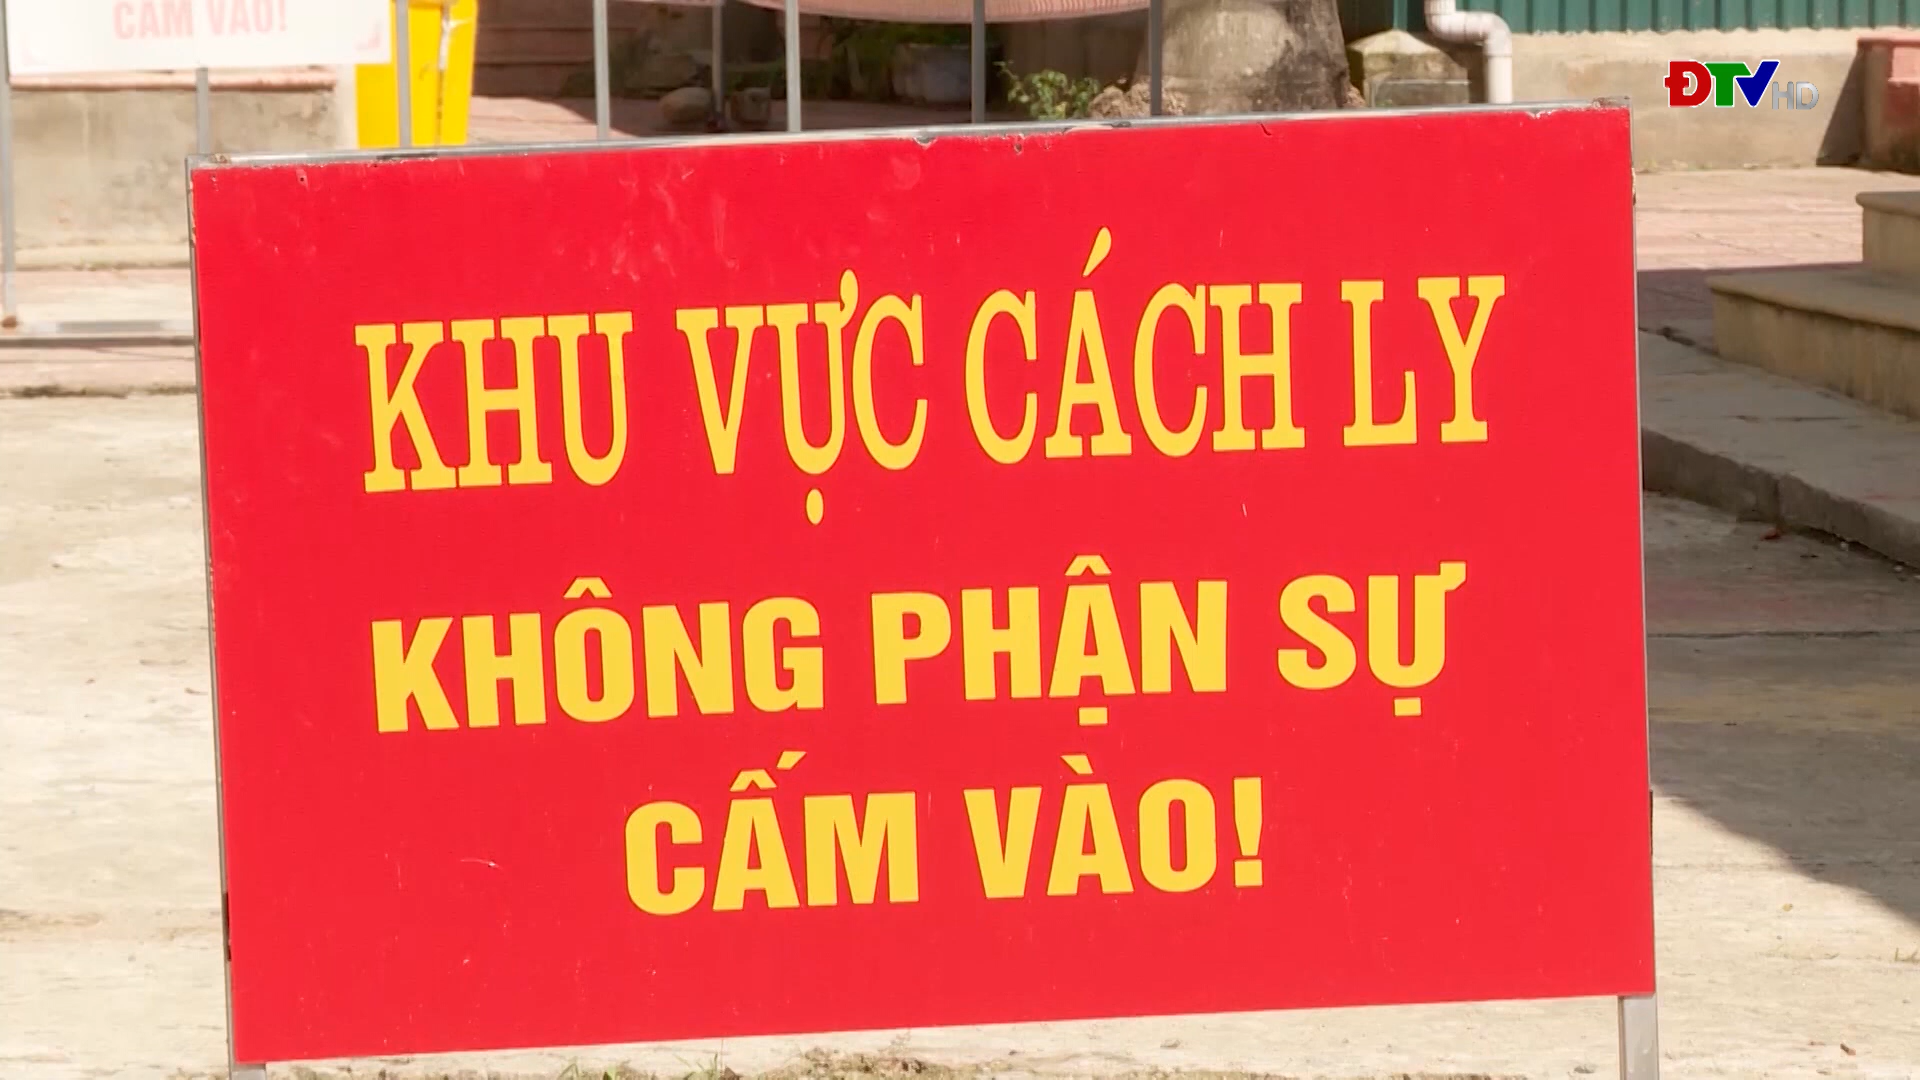 CẤM VÀO!
ĐTV HD
KHU VỰC CÁCH LY
KHÔNG PHẬN SỰ
CẤM VÀO!